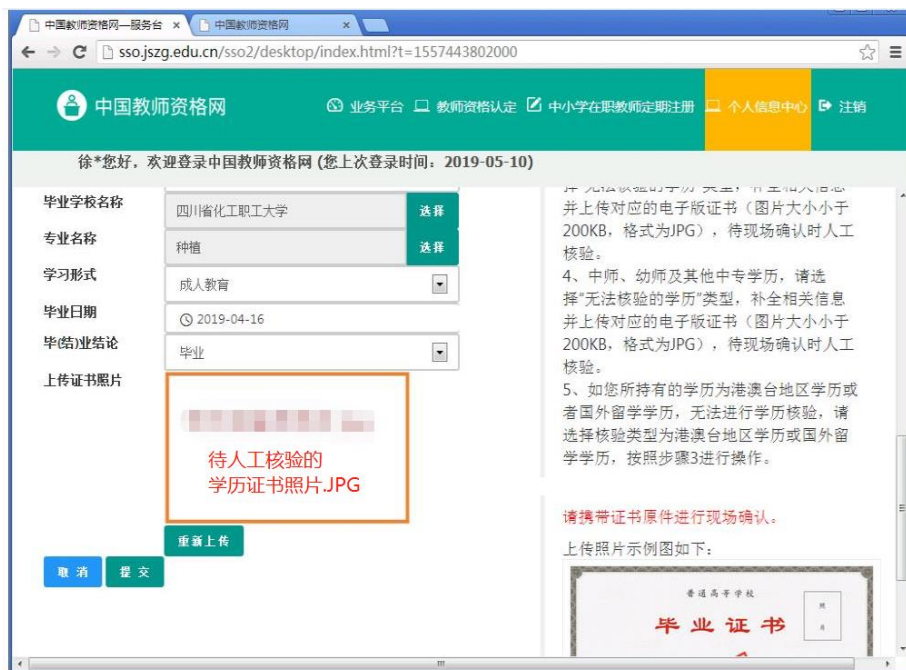 中国教师资格网—服务台
中国教师资格网
sso.jszg.edu.cn/sso2/desktop/index.html?t=1557443802000
中国教师资格网
业务平台
教师资格认定
中小学在职教师定期注册
个人信息中心
注销
徐*您好，欢迎登录中国教师资格网 (您上次登录时间：2019-05-10)
毕业学校名称
四川省化工职工大学
选择
专业名称
种植
选择
学习形式
成人教育
毕业日期
2019-04-16
毕(结)业结论
毕业
上传证书照片
待人工核验的
学历证书照片.JPG
重新上传
取 消
提 交
择“无法核验的学历”类型，补全相关信息
并上传对应的电子版证书（图片大小小于
200KB，格式为JPG），待现场确认时人工
核验。
4、中师、幼师及其他中专学历，请选
择“无法核验的学历”类型，补全相关信息
并上传对应的电子版证书（图片大小小于
200KB，格式为JPG），待现场确认时人工
核验。
5、如您所持有的学历为港澳台地区学历或
者国外留学学历，无法进行学历核验，请
选择核验类型为港澳台地区学历或国外留
学学历，按照步骤3进行操作。
请携带证书原件进行现场确认。
上传照片示例图如下：
普通高等学校
毕业证书
照
片